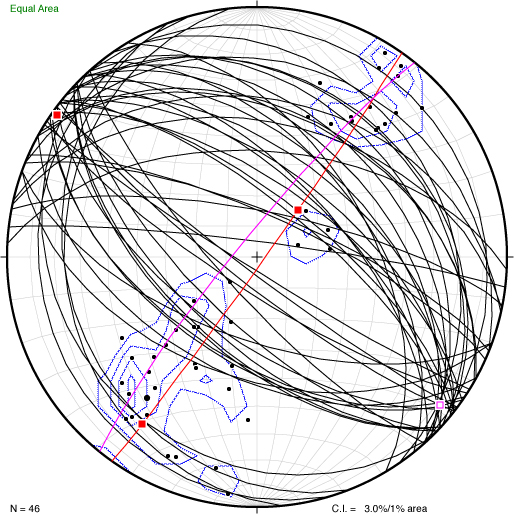 Equal Area
N = 46
C.I. = 3.0%/1% area